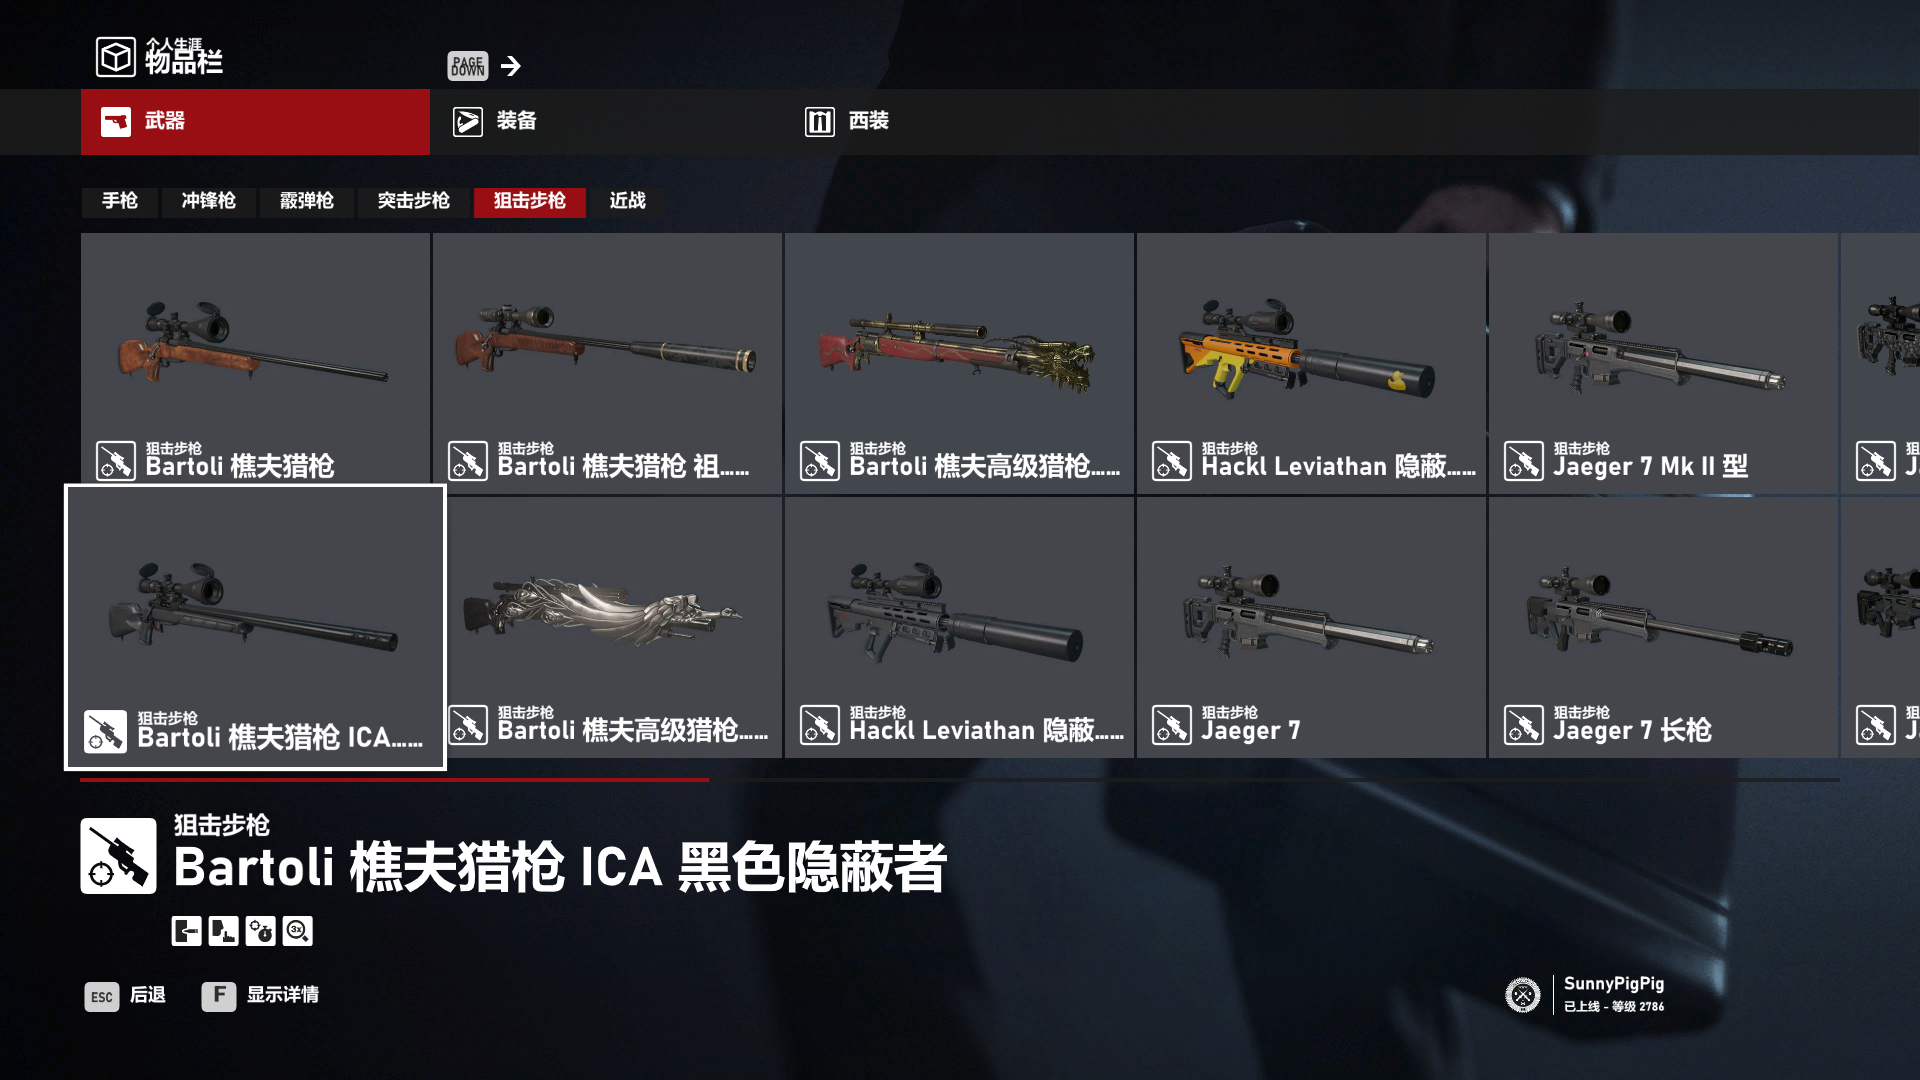 个人生涯
物品栏
PAGE DOWN
武器
装备
西装
手枪
冲锋枪
霰弹枪
突击步枪
狙击步枪
近战
狙击步枪
Bartoli 樵夫猎枪
狙击步枪
Bartoli 樵夫猎枪 祖……
狙击步枪
Bartoli 樵夫高级猎枪……
狙击步枪
Hackl Leviathan 隐蔽……
狙击步枪
Jaeger 7 Mk II 型
狙击步枪
Bartoli 樵夫猎枪 ICA……
狙击步枪
Bartoli 樵夫高级猎枪……
狙击步枪
Hackl Leviathan 隐蔽……
狙击步枪
Jaeger 7
狙击步枪
Jaeger 7 长枪
狙击步枪
Bartoli 樵夫猎枪 ICA 黑色隐蔽者
3x
ESC 后退
F 显示详情
SunnyPigPig
已上线 - 等级 2786